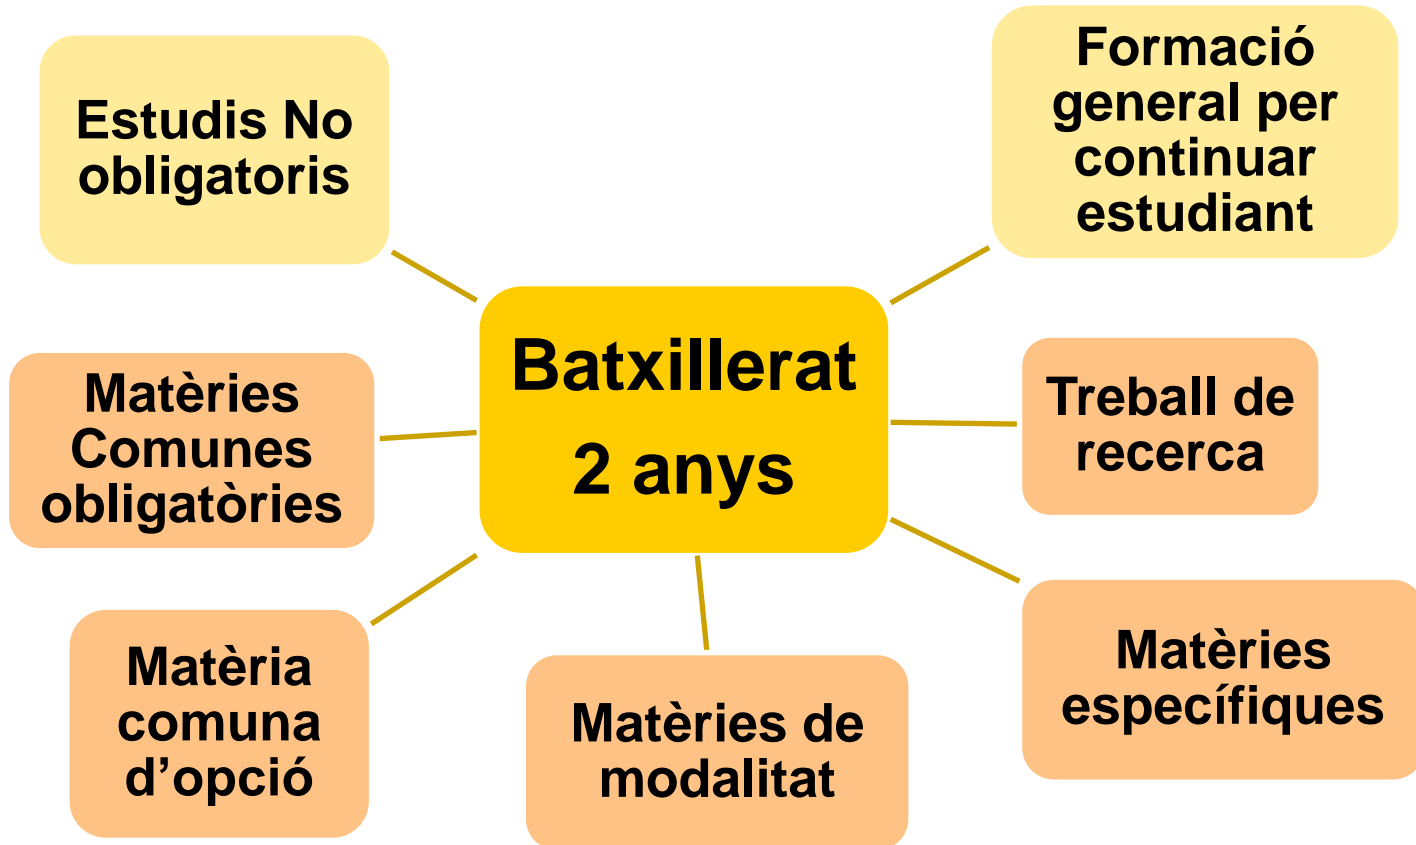 Estudis No
obligatoris
Formació
general per
continuar
estudiant
Batxillerat
2 anys
Matèries
Comunes
obligatòries
Treball de
recerca
Matèria
comuna
d’opció
Matèries de
modalitat
Matèries
específiques